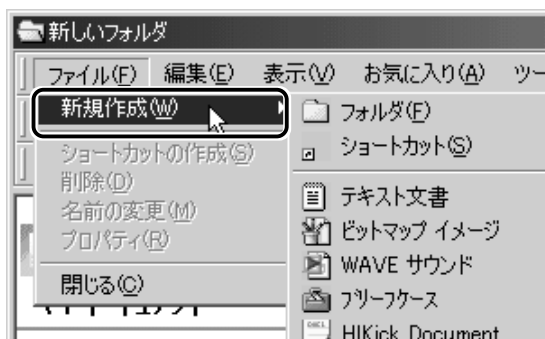 新しいフォルダ
ファイル(F) 編集(E) 表示(V) お気に入り(A) ツー
新規作成(W)
ショートカットの作成(S)
削除(D)
名前の変更(M)
プロパティ(R)
閉じる(C)
フォルダ(F)
ショートカット(S)
テキスト文書
ビットマップ イメージ
WAVE サウンド
ブリーフケース
HIKick Document